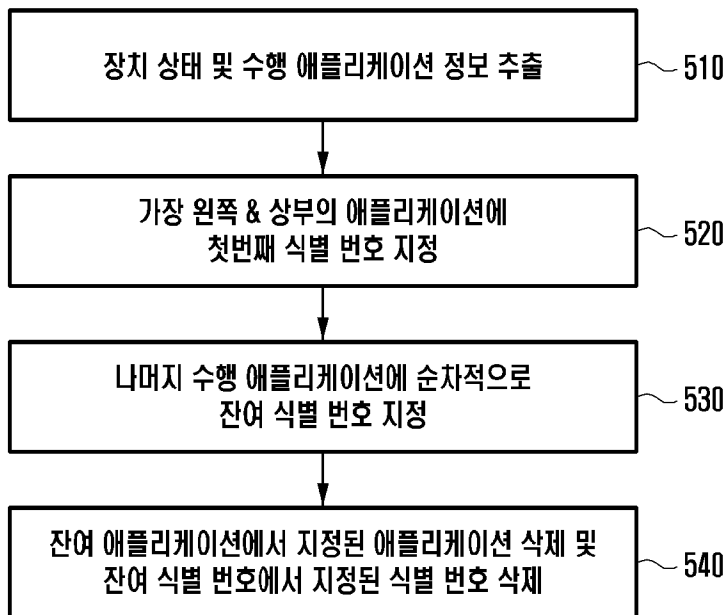 장치 상태 및 수행 애플리케이션 정보 추출
510
가장 왼쪽 & 상부의 애플리케이션에
첫번째 식별 번호 지정
520
나머지 수행 애플리케이션에 순차적으로
잔여 식별 번호 지정
530
잔여 애플리케이션에서 지정된 애플리케이션 삭제 및
잔여 식별 번호에서 지정된 식별 번호 삭제
540